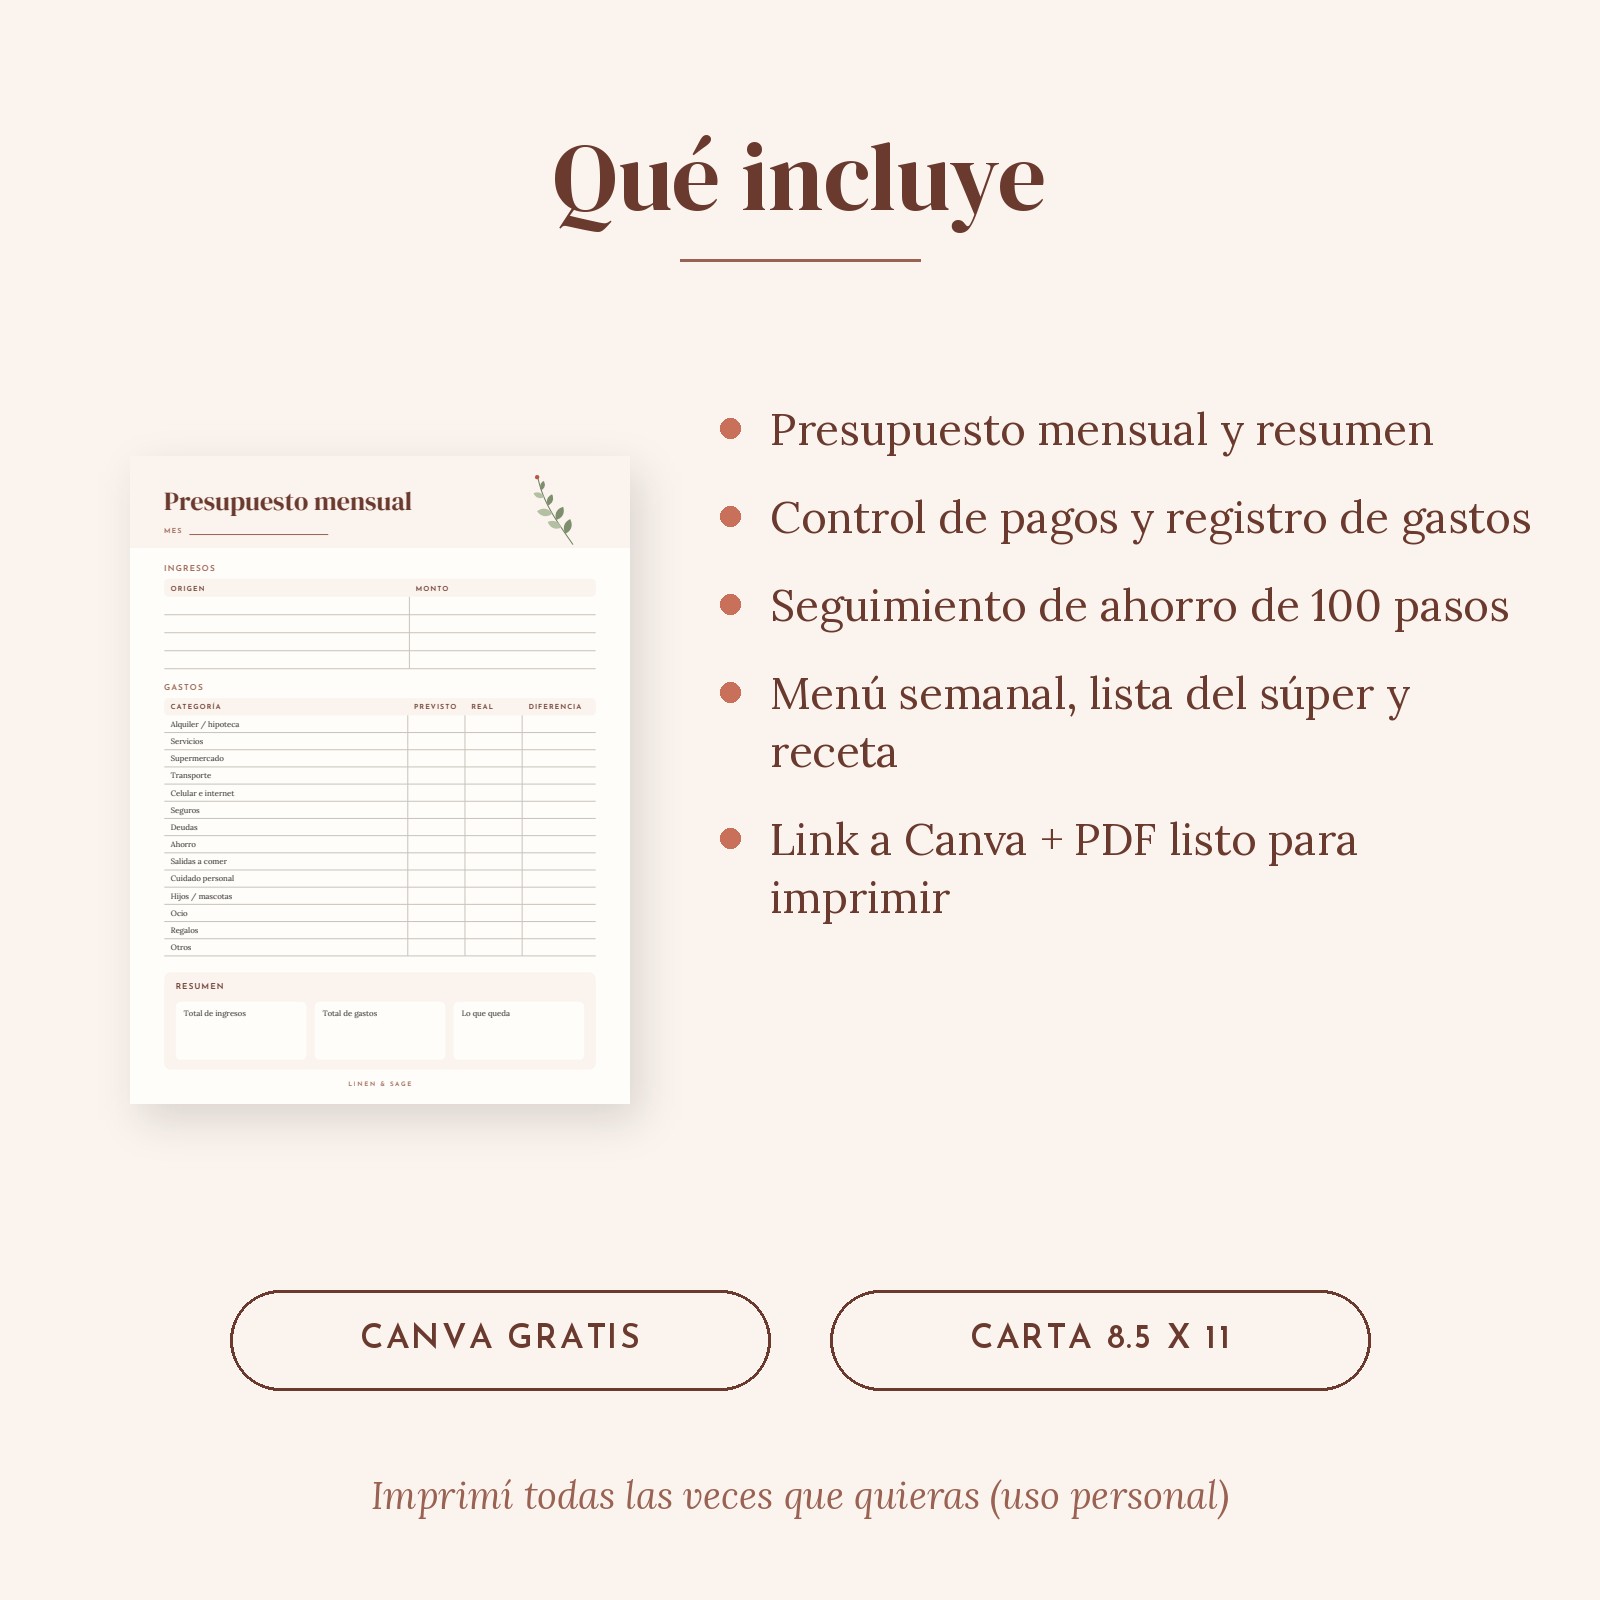 Qué incluye
Presupuesto mensual
MES
INGRESOS
ORIGEN MONTO
GASTOS
CATEGORÍA PREVISTO REAL DIFERENCIA
Alquiler / hipoteca
Servicios
Supermercado
Transporte
Celular e internet
Seguros
Deudas
Ahorro
Salidas a comer
Cuidado personal
Hijos / mascotas
Ocio
Regalos
Otros
RESUMEN
Total de ingresos Total de gastos Lo que queda
LINEN & SAGE
Presupuesto mensual y resumen
Control de pagos y registro de gastos
Seguimiento de ahorro de 100 pasos
Menú semanal, lista del súper y
receta
Link a Canva + PDF listo para
imprimir
CANVA GRATIS
CARTA 8.5 X 11
Imprimí todas las veces que quieras (uso personal)